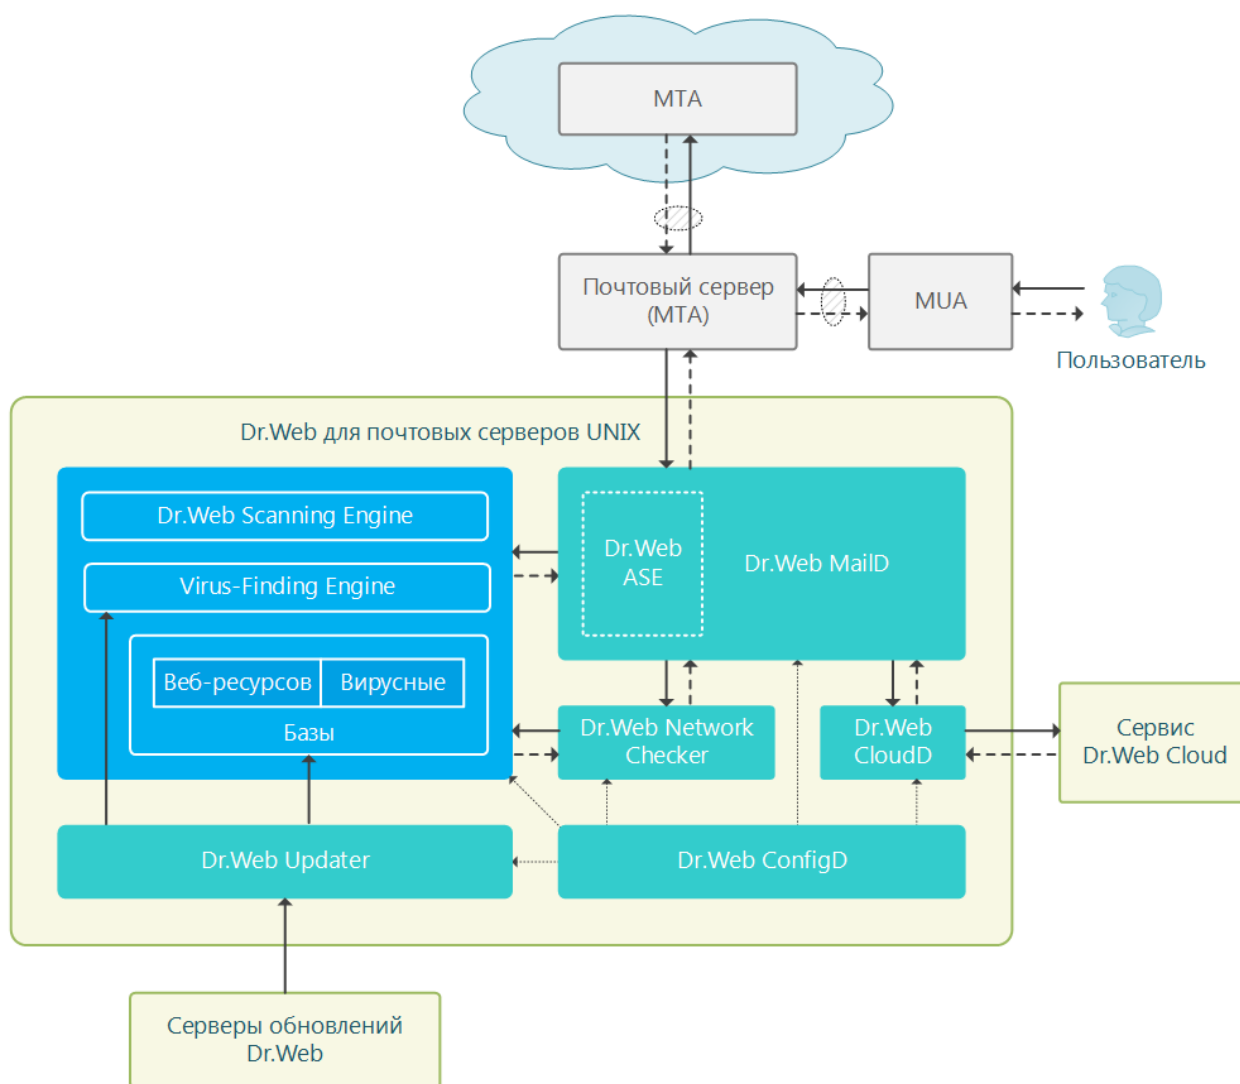 MTA
Почтовый сервер
(MTA)
MUA
Пользователь
Dr.Web для почтовых серверов UNIX
Dr.Web Scanning Engine
Virus-Finding Engine
Веб-ресурсов
Вирусные
Базы
Dr.Web
ASE
Dr.Web MailD
Dr.Web Network
Checker
Dr.Web
CloudD
Сервис
Dr.Web Cloud
Dr.Web Updater
Dr.Web ConfigD
Серверы обновлений
Dr.Web